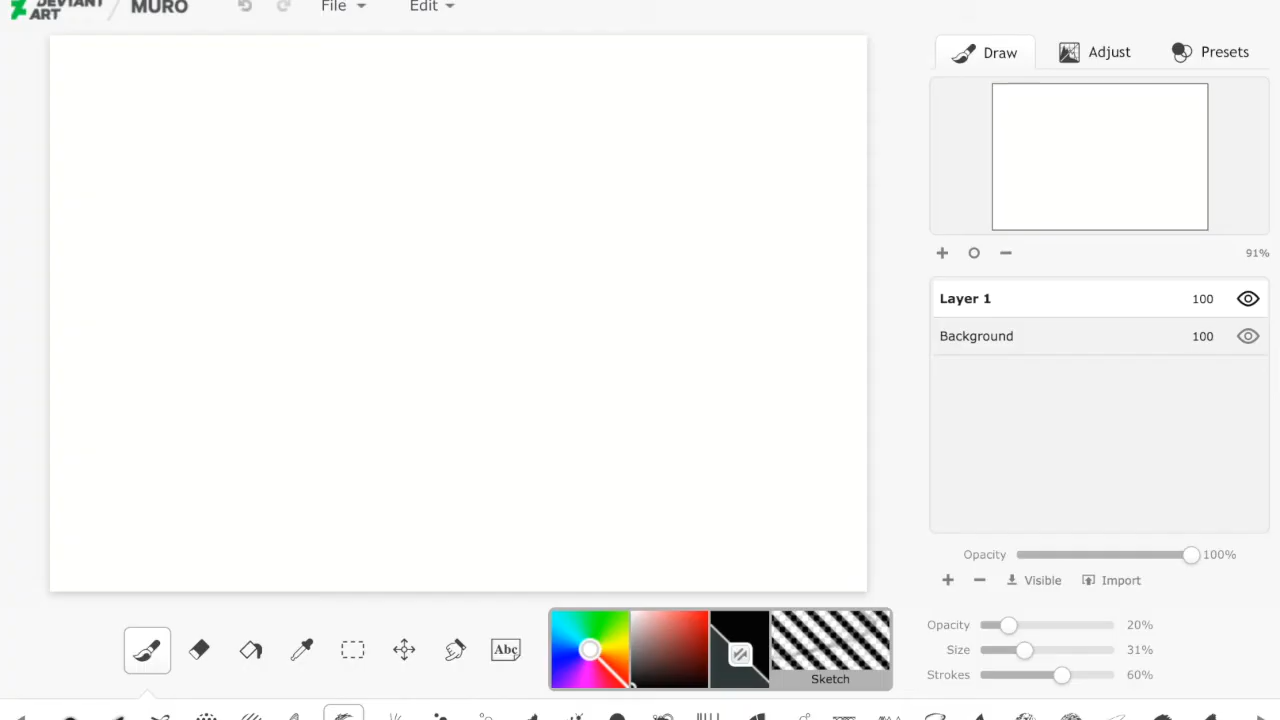 DEVIANT
ART
MURO
File
Edit
Draw
Adjust
Presets
91%
Layer 1 100
Background 100
Opacity 100%
Visible
Import
Abc
Sketch
Opacity 20%
Size 31%
Strokes 60%